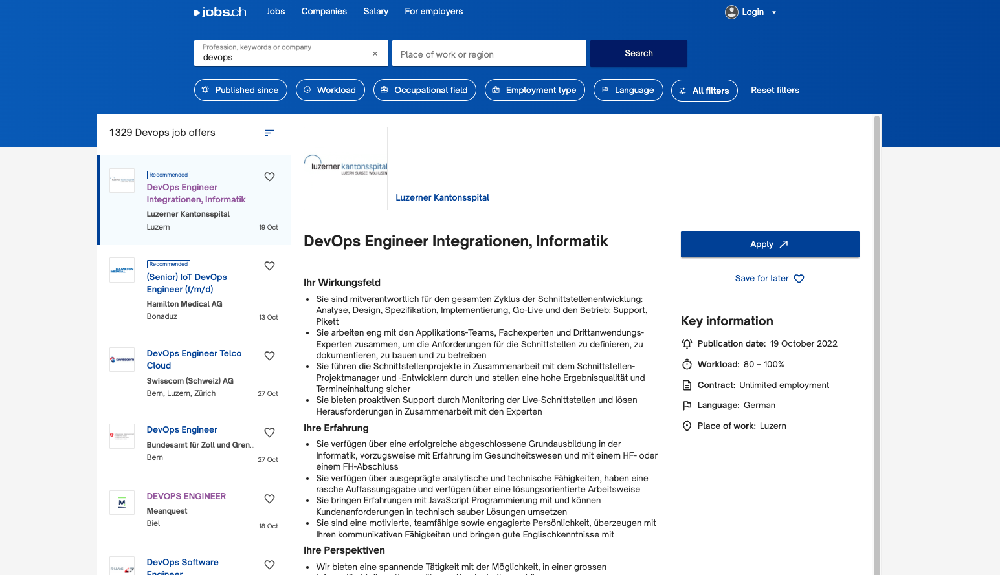 jobs.ch
Jobs
Companies
Salary
For employers
Login
Profession, keywords or company
devops
Place of work or region
Search
Published since
Workload
Occupational field
Employment type
Language
All filters
Reset filters
1329 Devops job offers
Recommended
DevOps Engineer
Integrationen, Informatik
Luzerner Kantonsspital
Luzern
19 Oct
HAMILTON
MEDICAL
Recommended
(Senior) IoT DevOps
Engineer (f/m/d)
Hamilton Medical AG
Bonaduz
13 Oct
swisscom
DevOps Engineer Telco
Cloud
Swisscom (Schweiz) AG
Bern, Luzern, Zürich
27 Oct
DevOps Engineer
Bundesamt für Zoll und Gren...
Bern
27 Oct
M
DEVOPS ENGINEER
Meanquest
Biel
18 Oct
RUAG
DevOps Software
Engineer
luzerner kantonsspital
LUZERN SURSEE WOLHUSEN
Luzerner Kantonsspital
DevOps Engineer Integrationen, Informatik
Ihr Wirkungsfeld
• Sie sind mitverantwortlich für den gesamten Zyklus der Schnittstellenentwicklung:
Analyse, Design, Spezifikation, Implementierung, Go-Live und den Betrieb: Support,
Pikett
• Sie arbeiten eng mit den Applikations-Teams, Fachexperten und Drittanwendungs-
Experten zusammen, um die Anforderungen für die Schnittstellen zu definieren, zu
dokumentieren, zu bauen und zu betreiben
• Sie führen die Schnittstellenprojekte in Zusammenarbeit mit dem Schnittstellen-
Projektmanager und -Entwicklern durch und stellen eine hohe Ergebnisqualität und
Termineinhaltung sicher
• Sie bieten proaktiven Support durch Monitoring der Live-Schnittstellen und lösen
Herausforderungen in Zusammenarbeit mit den Experten
Ihre Erfahrung
• Sie verfügen über eine erfolgreiche abgeschlossene Grundausbildung in der
Informatik, vorzugsweise mit Erfahrung im Gesundheitswesen und mit einem HF- oder
einem FH-Abschluss
• Sie verfügen über ausgeprägte analytische und technische Fähigkeiten, haben eine
rasche Auffassungsgabe und verfügen über eine lösungsorientierte Arbeitsweise
• Sie bringen Erfahrungen mit JavaScript Programmierung mit und können
Kundenanforderungen in technisch sauber Lösungen umsetzen
• Sie sind eine motivierte, teamfähige sowie engagierte Persönlichkeit, überzeugen mit
Ihren kommunikativen Fähigkeiten und bringen gute Englischkenntnisse mit
Ihre Perspektiven
• Wir bieten eine spannende Tätigkeit mit der Möglichkeit, in einer grossen
Apply
Save for later
Key information
Publication date: 19 October 2022
Workload: 80 – 100%
Contract: Unlimited employment
Language: German
Place of work: Luzern